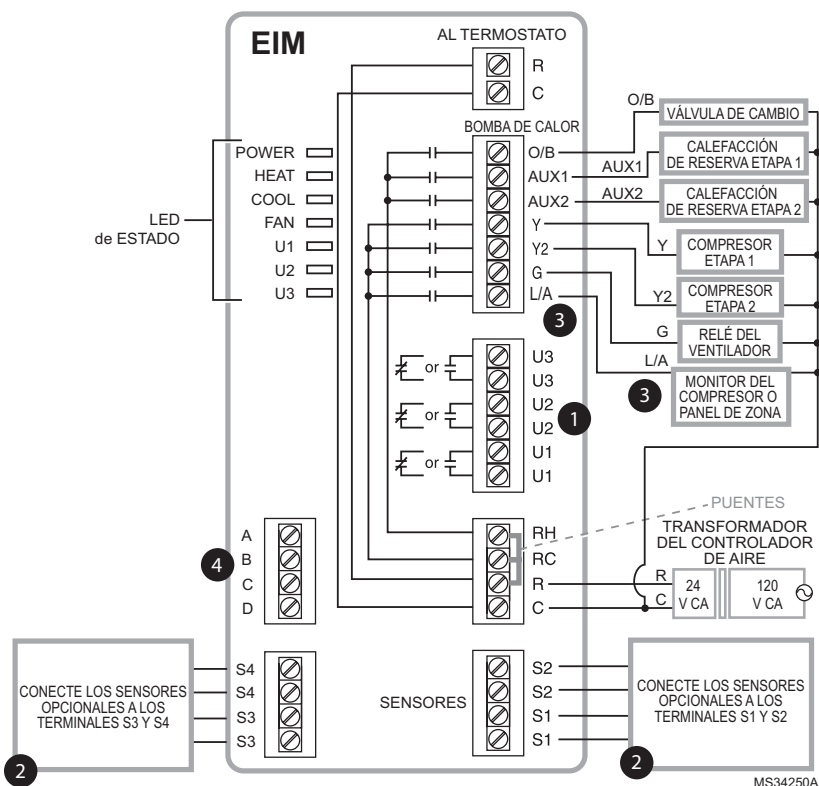 EIM
AL TERMOSTATO
R
C
BOMBA DE CALOR
O/B
AUX1
AUX2
Y
Y2
G
L/A
3
POWER
HEAT
COOL
FAN
U1
U2
U3
LED
de ESTADO
O/B
VÁLVULA DE CAMBIO
AUX1
CALEFACCIÓN
DE RESERVA ETAPA 1
AUX2
CALEFACCIÓN
DE RESERVA ETAPA 2
Y
COMPRESOR
ETAPA 1
Y2
COMPRESOR
ETAPA 2
G
RELÉ DEL
VENTILADOR
L/A
3
MONITOR DEL
COMPRESOR O
PANEL DE ZONA
or
or
or
U3
U3
U2
U2
U1
U1
1
PUENTES
TRANSFORMADOR
DEL CONTROLADOR
DE AIRE
R
C
24
V CA
120
V CA
RH
RC
R
C
4
A
B
C
D
CONECTE LOS SENSORES
OPCIONALES A LOS
TERMINALES S3 Y S4
2
S4
S4
S3
S3
SENSORES
S2
S2
S1
S1
CONECTE LOS SENSORES
OPCIONALES A LOS
TERMINALES S1 Y S2
2
MS34250A